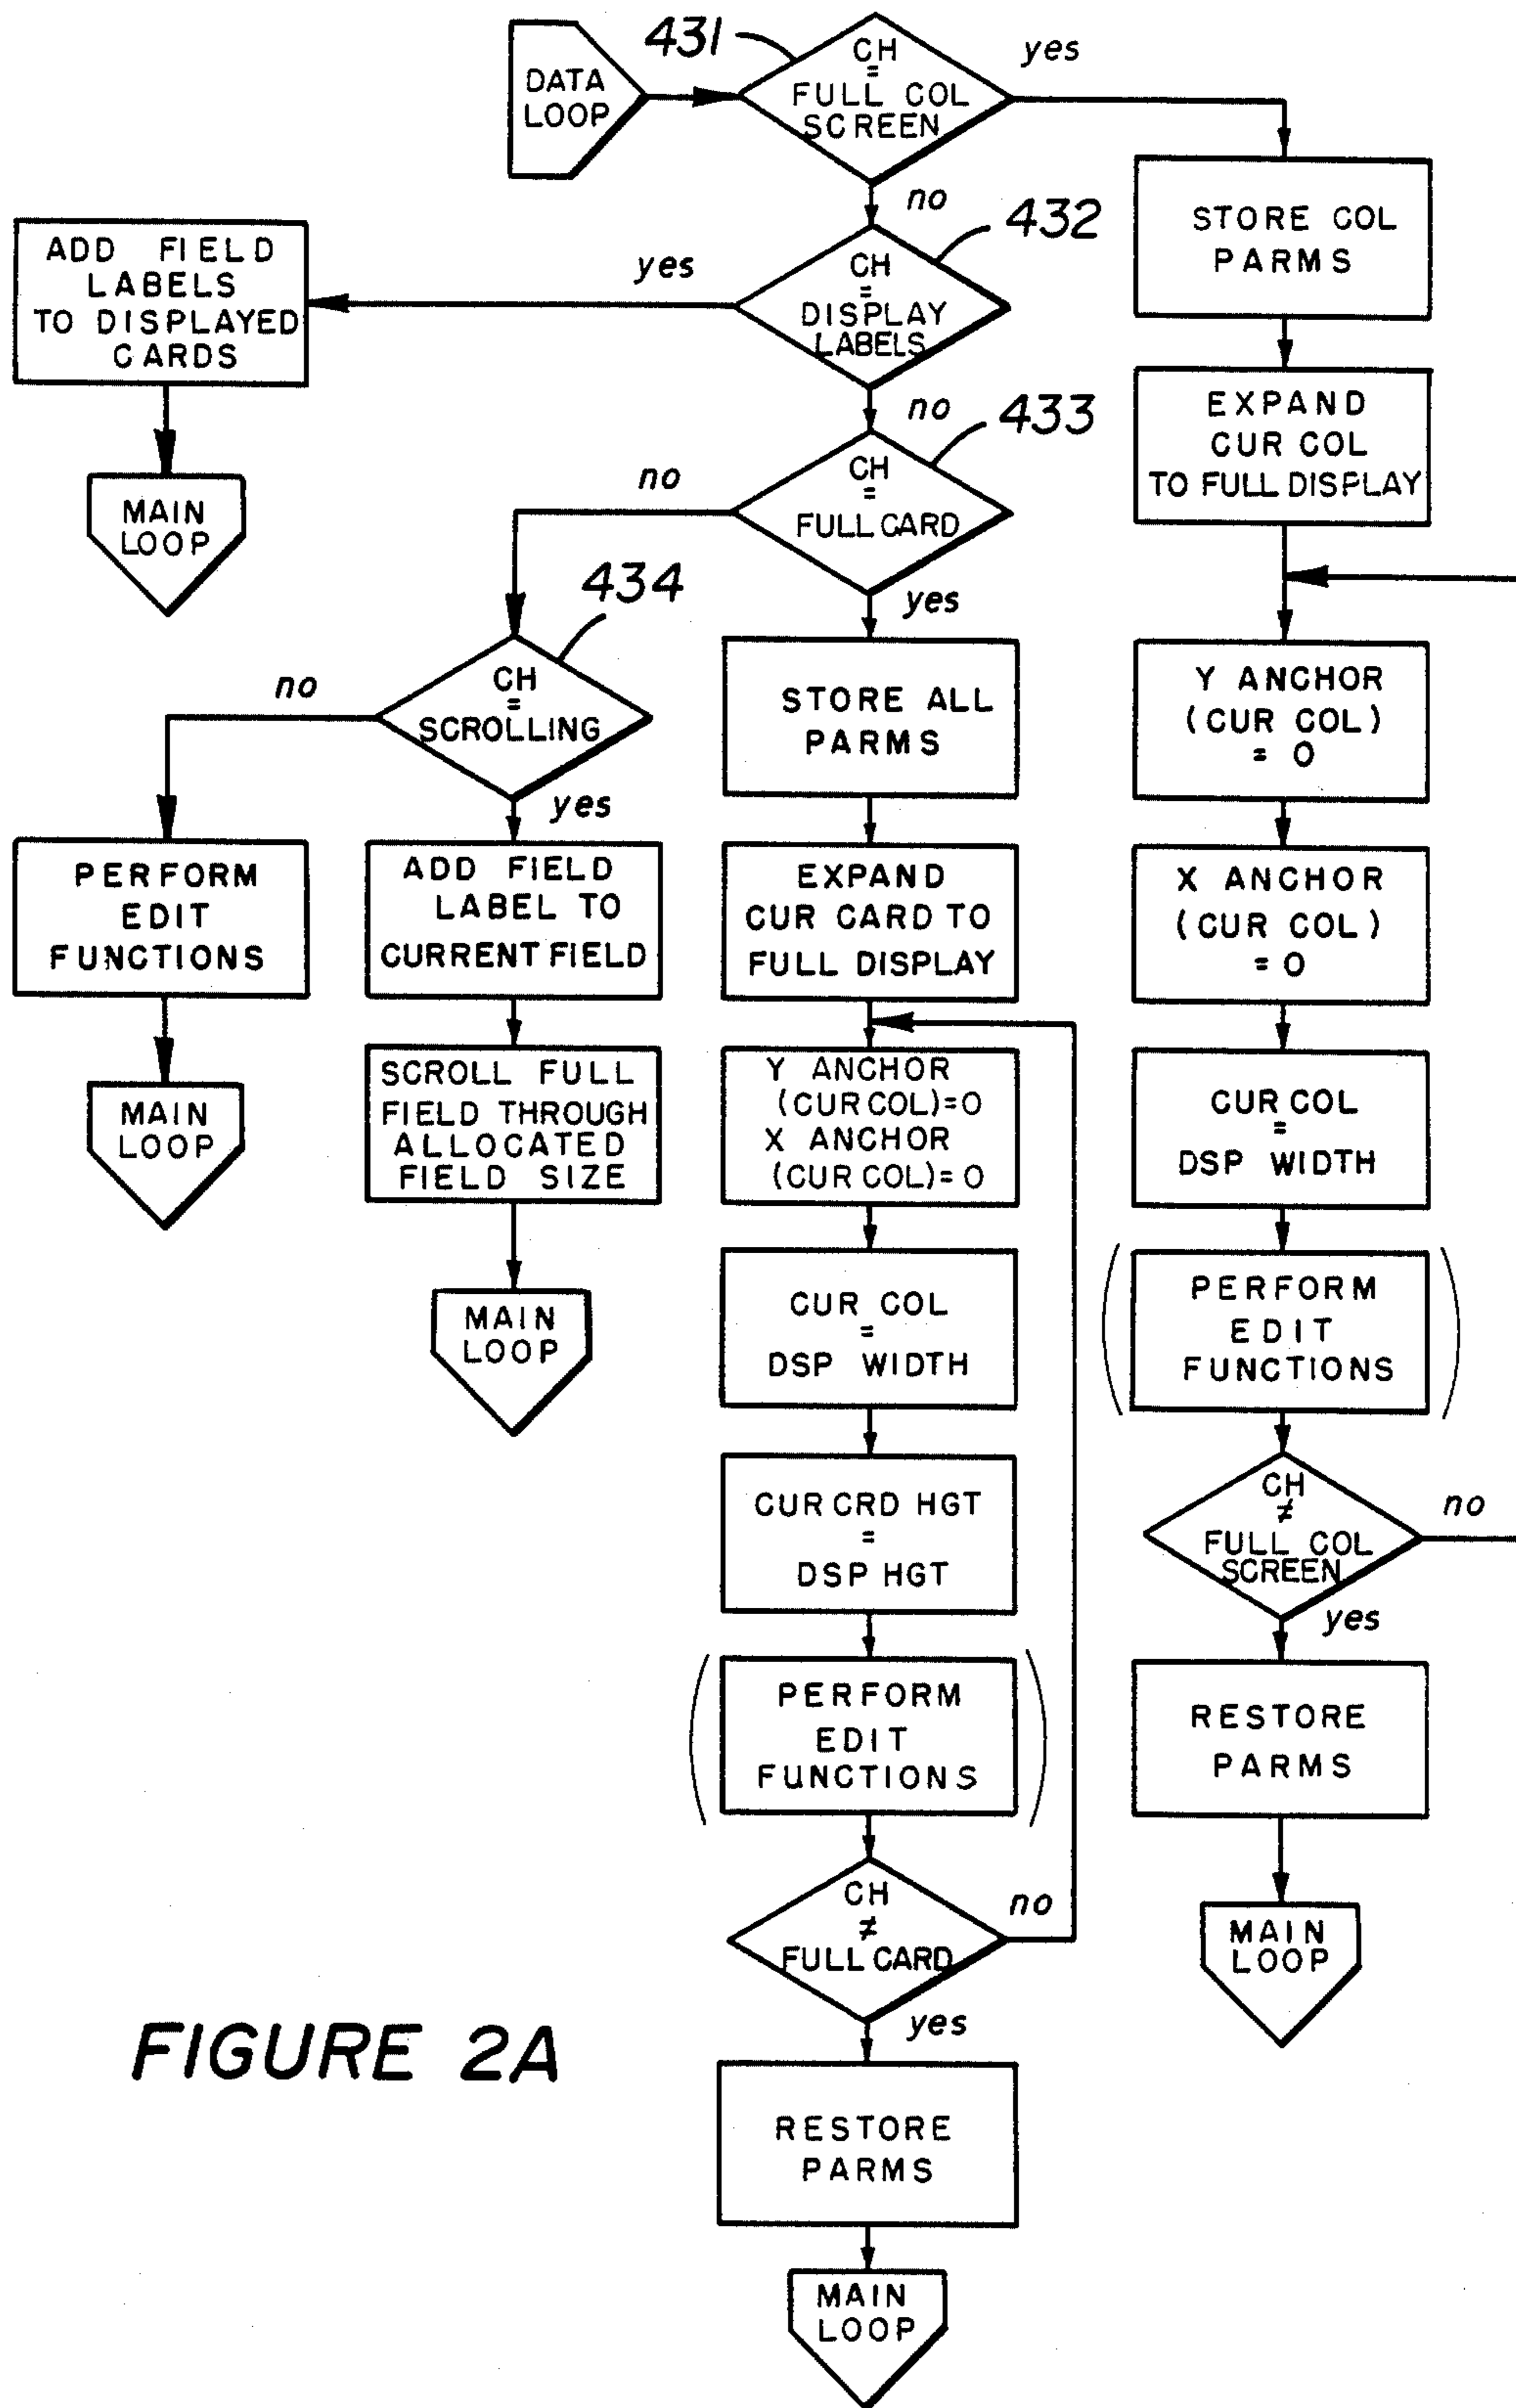 DATA
LOOP
431
CH
=
FULL COL
SCREEN
yes
no
STORE COL
PARMS
EXPAND
CUR COL
TO FULL DISPLAY
Y ANCHOR
(CUR COL)
= 0
X ANCHOR
(CUR COL)
= 0
CUR COL
=
DSP WIDTH
PERFORM
EDIT
FUNCTIONS
CH
≠
FULL COL
SCREEN
no
yes
RESTORE
PARMS
MAIN
LOOP
432
CH
=
DISPLAY
LABELS
yes
no
ADD FIELD
LABELS
TO DISPLAYED
CARDS
MAIN
LOOP
433
CH
=
FULL CARD
no
yes
STORE ALL
PARMS
EXPAND
CUR CARD TO
FULL DISPLAY
Y ANCHOR
(CUR COL)=0
X ANCHOR
(CUR COL)=0
CUR COL
=
DSP WIDTH
CUR CRD HGT
=
DSP HGT
(PERFORM
EDIT
FUNCTIONS)
CH
≠
FULL CARD
no
yes
RESTORE
PARMS
MAIN
LOOP
434
CH
=
SCROLLING
no
yes
PERFORM
EDIT
FUNCTIONS
MAIN
LOOP
ADD FIELD
LABEL TO
CURRENT FIELD
SCROLL FULL
FIELD THROUGH
ALLOCATED
FIELD SIZE
MAIN
LOOP
FIGURE 2A